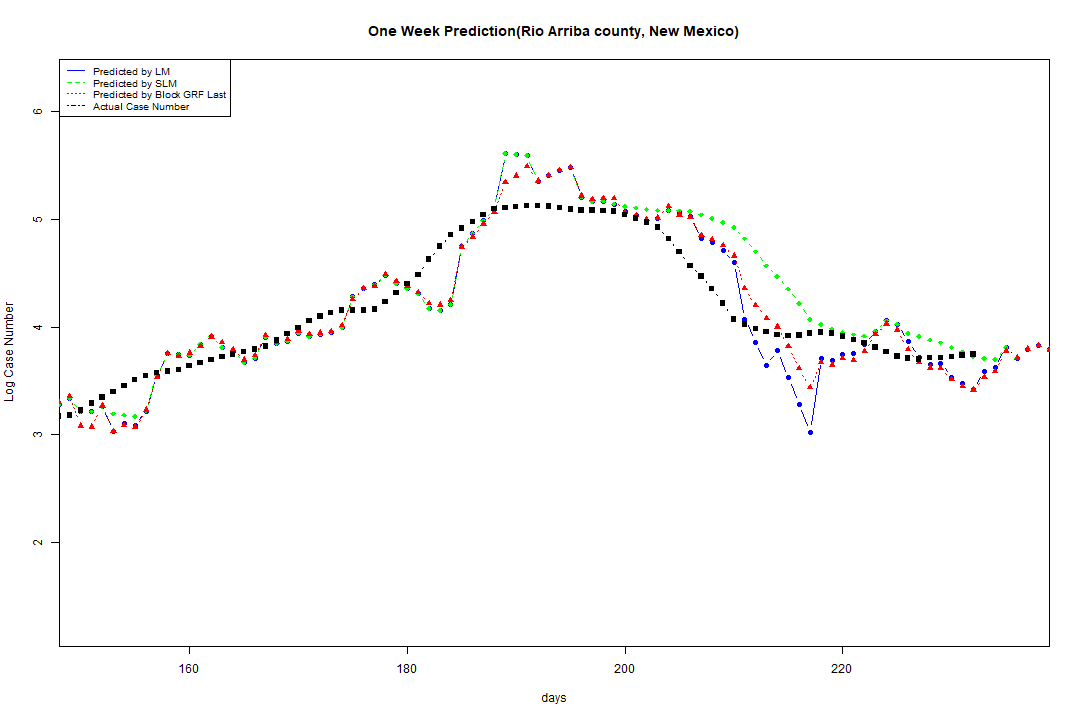 One Week Prediction(Rio Arriba county, New Mexico)
Predicted by LM
Predicted by SLM
Predicted by Block GRF Last
Actual Case Number
6
5
4
3
2
Log Case Number
160 180 200 220
days